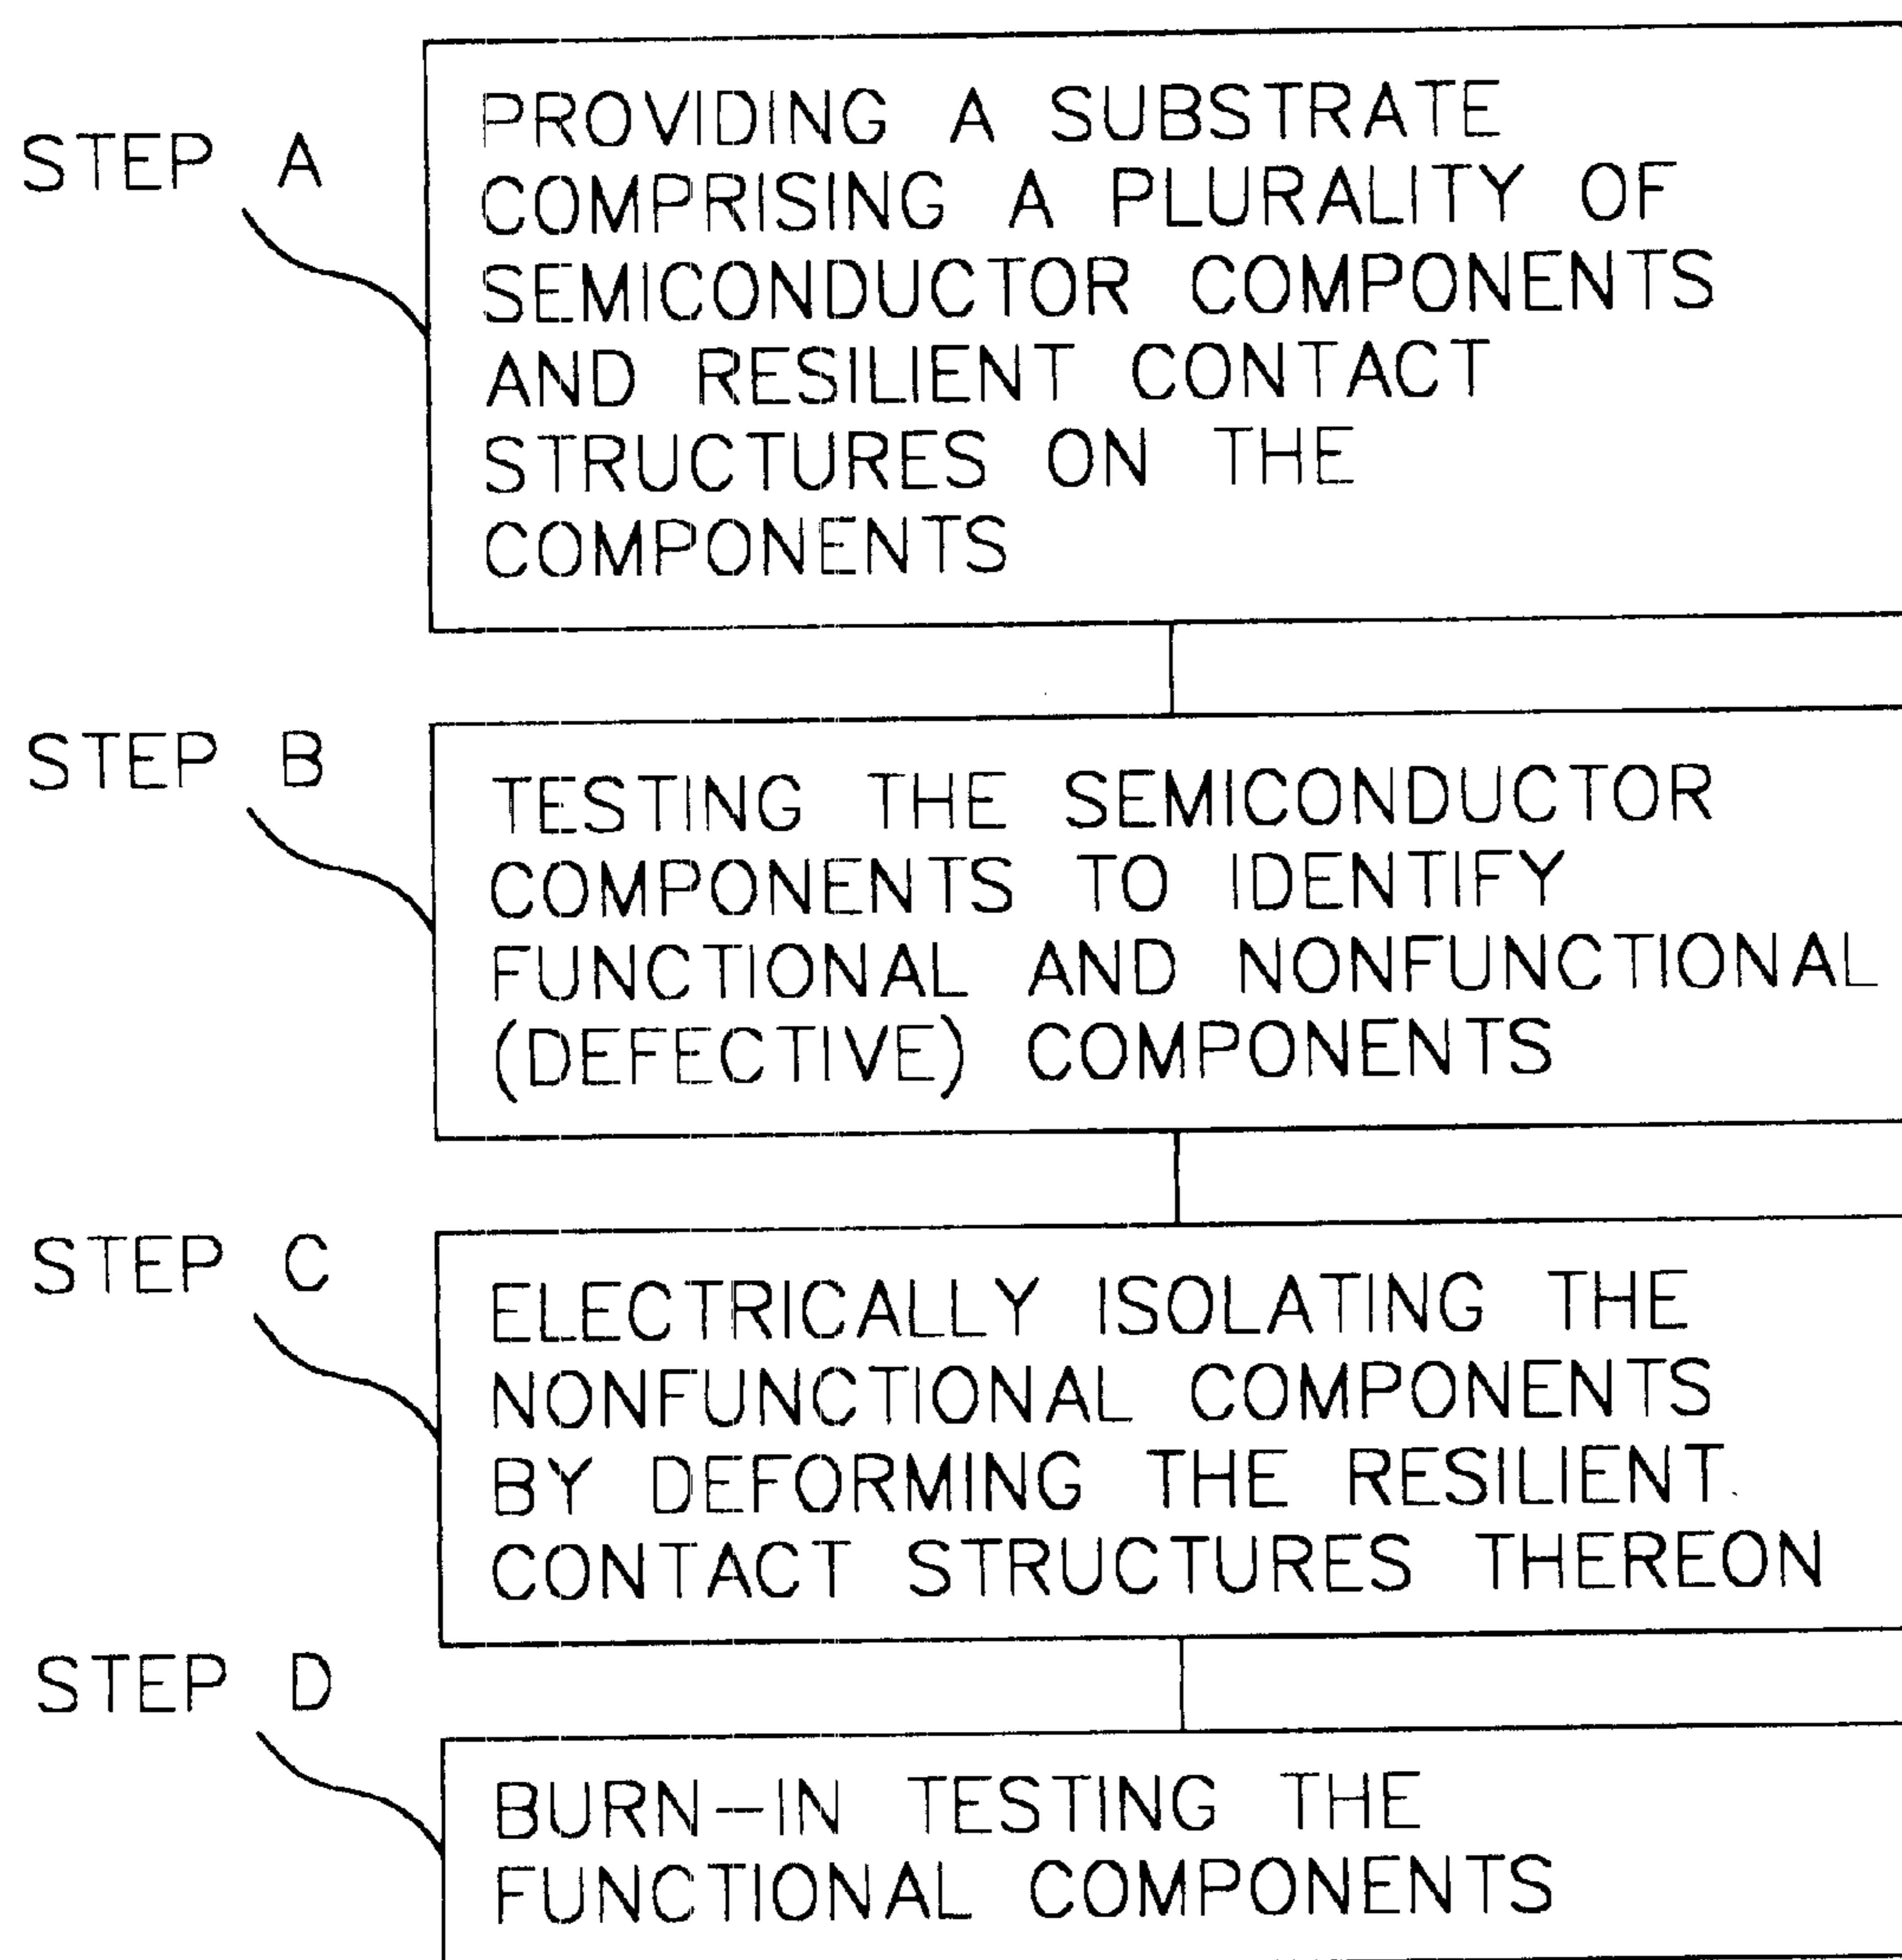 STEP A
PROVIDING A SUBSTRATE
COMPRISING A PLURALITY OF
SEMICONDUCTOR COMPONENTS
AND RESILIENT CONTACT
STRUCTURES ON THE
COMPONENTS
STEP B
TESTING THE SEMICONDUCTOR
COMPONENTS TO IDENTIFY
FUNCTIONAL AND NONFUNCTIONAL
(DEFECTIVE) COMPONENTS
STEP C
ELECTRICALLY ISOLATING THE
NONFUNCTIONAL COMPONENTS
BY DEFORMING THE RESILIENT
CONTACT STRUCTURES THEREON
STEP D
BURN-IN TESTING THE
FUNCTIONAL COMPONENTS